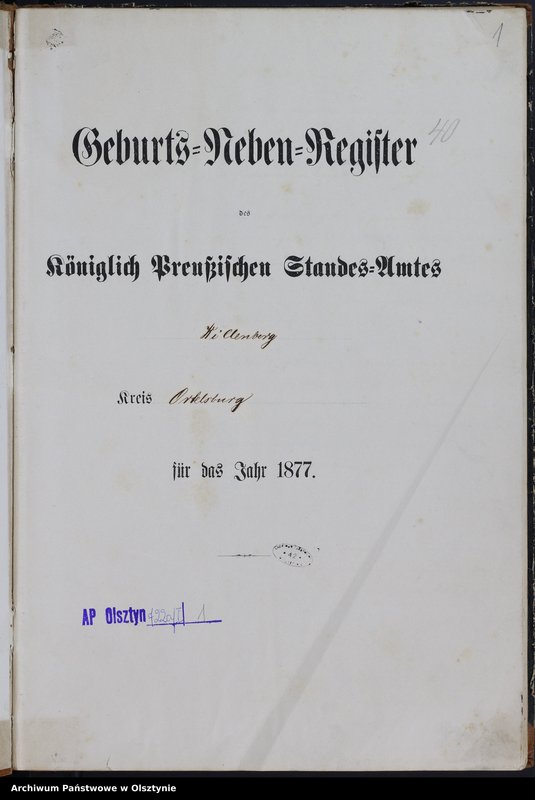 1
40
Geburts=Neben=Register
des
Königlich Preußischen Standes=Amtes
Willenberg
Kreis Ortelsburg
für das Jahr 1877.
AP Olsztyn 1
Archiwum Państwowe w Olsztynie